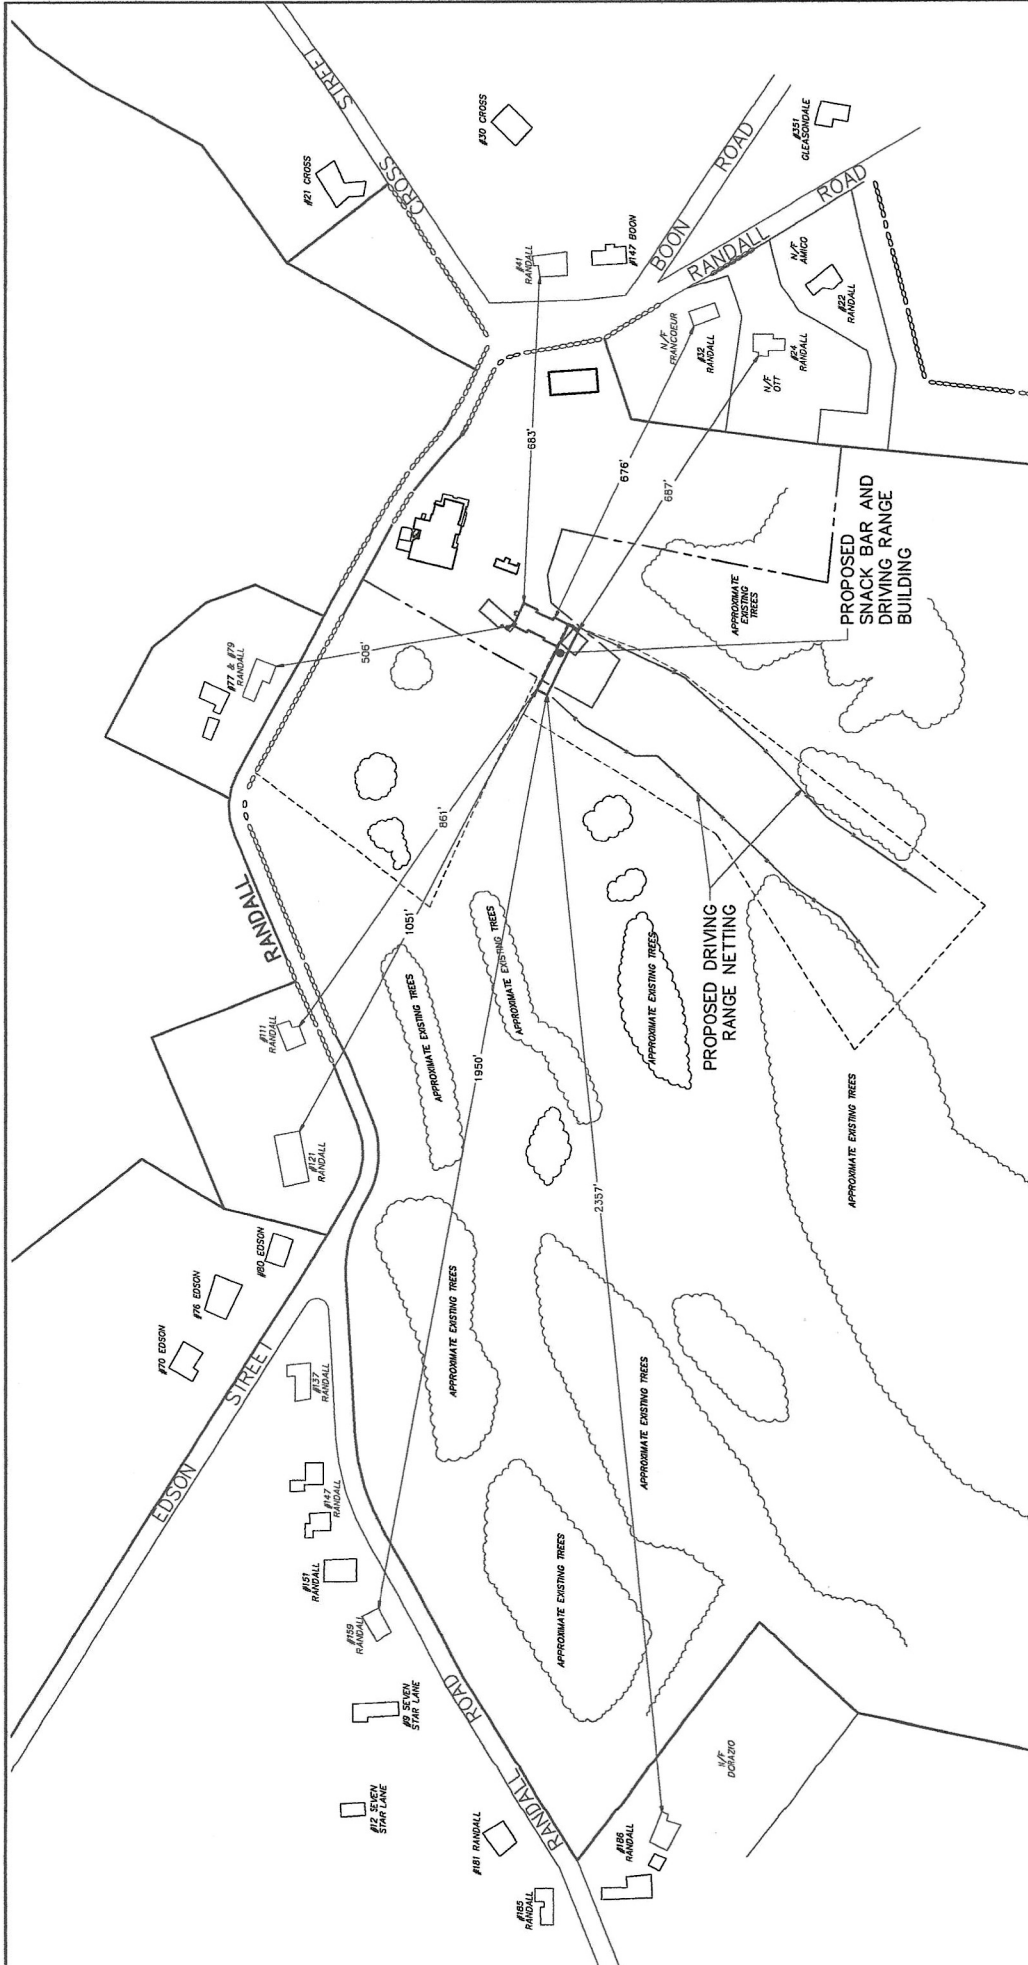 STREET
CROSS
#30 CROSS
#21 CROSS
#351
GLEASONDALE
BOON
ROAD
RANDALL
ROAD
#41
RANDALL
#147 BOON
N/F
AMICO
#22
RANDALL
N/F
FRANCOEUR
#32
RANDALL
#24
RANDALL
N/F
OTT
683'
676'
687'
PROPOSED
SNACK BAR AND
DRIVING RANGE
BUILDING
APPROXIMATE
EXISTING
TREES
506'
#77 & #79
RANDALL
861'
1051'
1950'
2357'
RANDALL
PROPOSED DRIVING
RANGE NETTING
APPROXIMATE EXISTING TREES
APPROXIMATE EXISTING TREES
APPROXIMATE EXISTING TREES
APPROXIMATE EXISTING TREES
#111
RANDALL
#121
RANDALL
#80 EDSON
#76 EDSON
#70 EDSON
STREET
EDSON
#137
RANDALL
#147
RANDALL
#151
RANDALL
#159
RANDALL
APPROXIMATE EXISTING TREES
APPROXIMATE EXISTING TREES
APPROXIMATE EXISTING TREES
#9 SEVEN
STAR LANE
#12 SEVEN
STAR LANE
ROAD
RANDALL
#181 RANDALL
#185
RANDALL
#186
RANDALL
N/F
DORAZIO